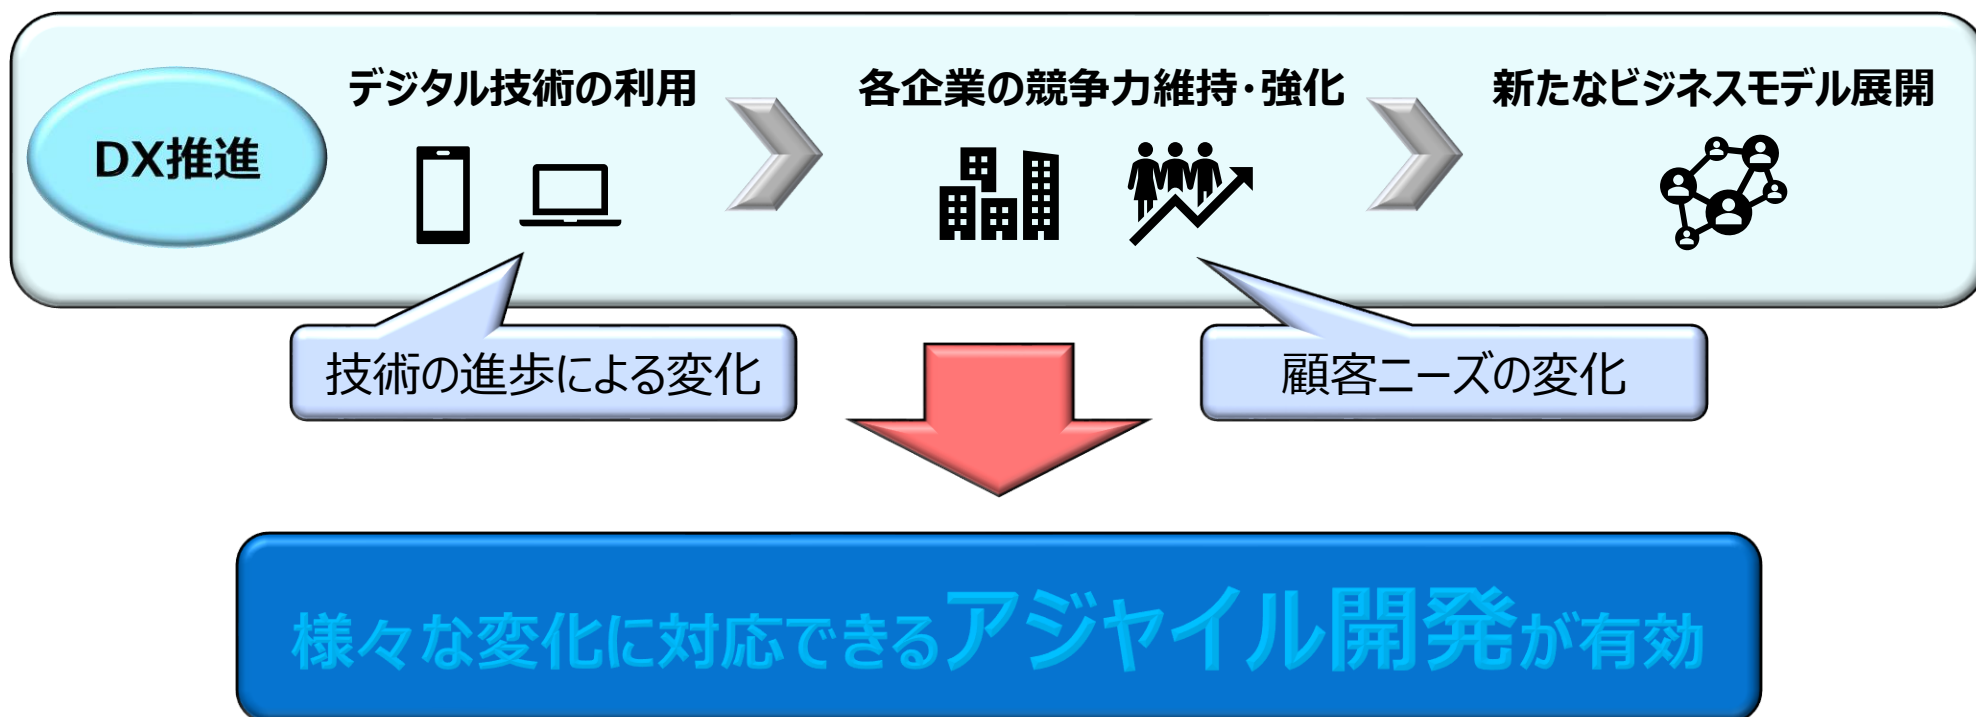 DX推進
デジタル技術の利用
各企業の競争力維持・強化
新たなビジネスモデル展開
技術の進歩による変化
顧客ニーズの変化
様々な変化に対応できるアジャイル開発が有効